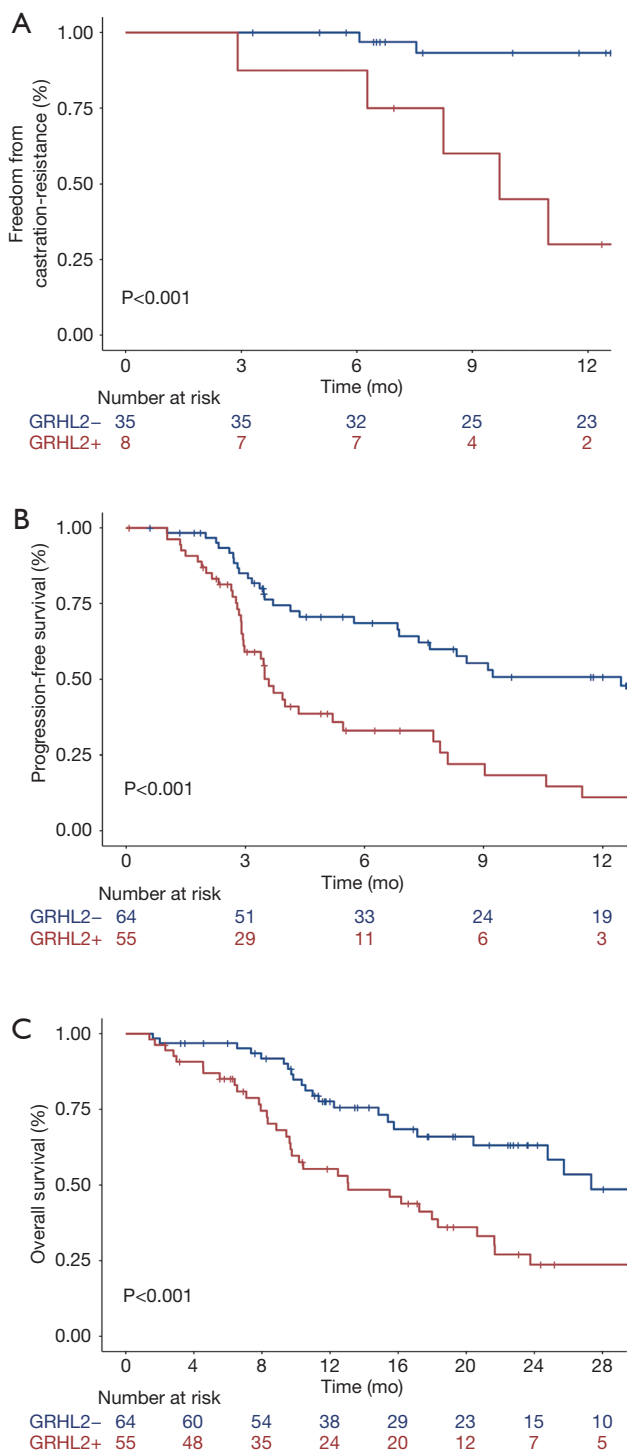 A
1.00
0.75
0.50
0.25
0.00
Freedom from
castration-resistance (%)
P<0.001
0 3 6 9 12
Time (mo)
Number at risk
GRHL2− 35 35 32 25 23
GRHL2+ 8 7 7 4 2
B
1.00
0.75
0.50
0.25
0.00
Progression-free survival (%)
P<0.001
0 3 6 9 12
Time (mo)
Number at risk
GRHL2− 64 51 33 24 19
GRHL2+ 55 29 11 6 3
C
1.00
0.75
0.50
0.25
0.00
Overall survival (%)
P<0.001
0 4 8 12 16 20 24 28
Time (mo)
Number at risk
GRHL2− 64 60 54 38 29 23 15 10
GRHL2+ 55 48 35 24 20 12 7 5